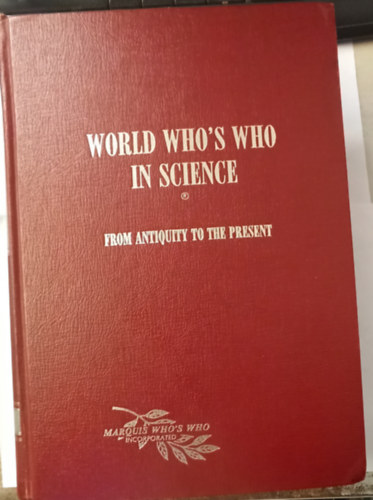 WORLD WHO'S WHO
IN SCIENCE
®
FROM ANTIQUITY TO THE PRESENT
MARQUIS WHO'S WHO
INCORPORATED